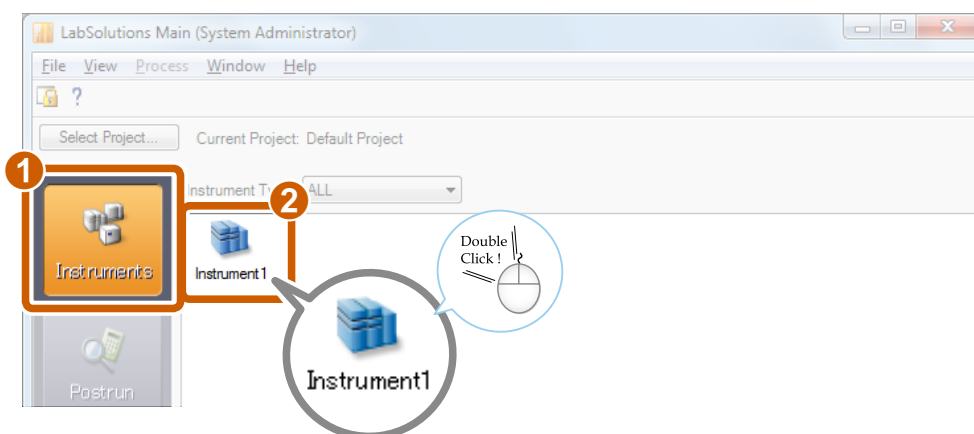 LabSolutions Main (System Administrator)
File View Process Window Help
?
Select Project... Current Project: Default Project
1
Instrument Ty ALL
2
Double
Click !
Instruments
Instrument1
Instrument1
Postrun